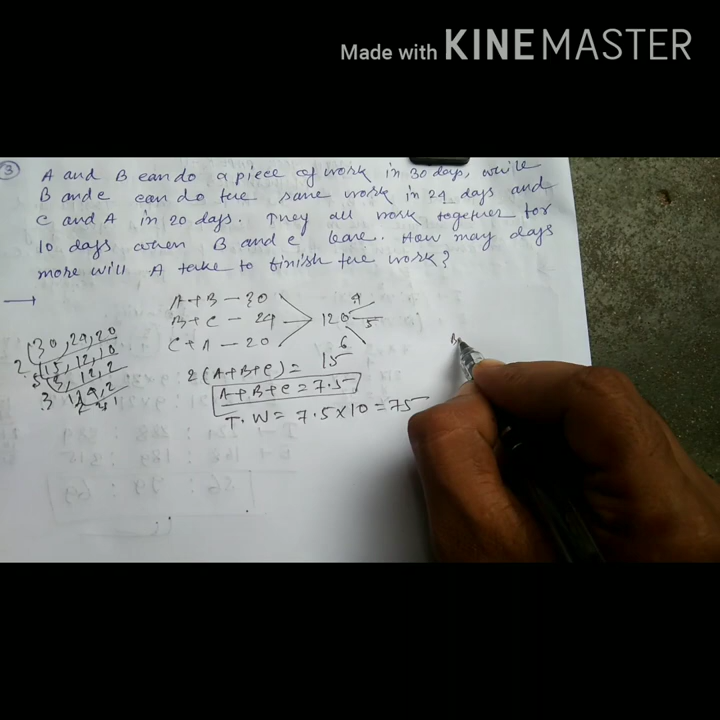 Made with KINEMASTER
3 A and B can do a piece of work in 30 days, while
B and c can do the same work in 24 days and
C and A in 20 days. They all work together for
10 days when B and c leave. How may days
more will A take to finish the work?
A+B – 30
B+C – 24
C+A – 20
120
4
5
6
2 (A+B+C) = 15
A+B+C = 7.5
T.W = 7.5×10 = 75
2 30, 24, 20
2 15, 12, 10